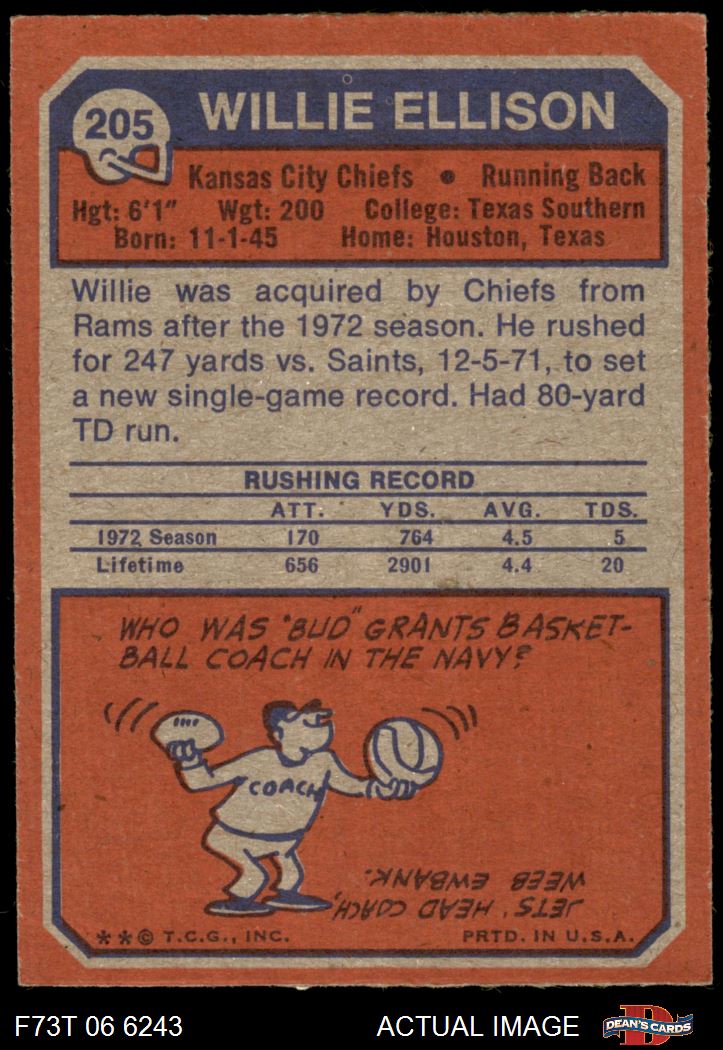 205
WILLIE ELLISON
Kansas City Chiefs ● Running Back
Hgt: 6'1" Wgt: 200 College: Texas Southern
Born: 11-1-45 Home: Houston, Texas
Willie was acquired by Chiefs from
Rams after the 1972 season. He rushed
for 247 yards vs. Saints, 12-5-71, to set
a new single-game record. Had 80-yard
TD run.
RUSHING RECORD
ATT. YDS. AVG. TDS.
1972 Season 170 764 4.5 5
Lifetime 656 2901 4.4 20
WHO WAS "BUD" GRANTS BASKET-
BALL COACH IN THE NAVY?
COACH
JETS' HEAD COACH,
WEEB EWBANK.
**© T.C.G., INC. PRTD. IN U.S.A.
F73T 06 6243 ACTUAL IMAGE D DEAN'S CARDS